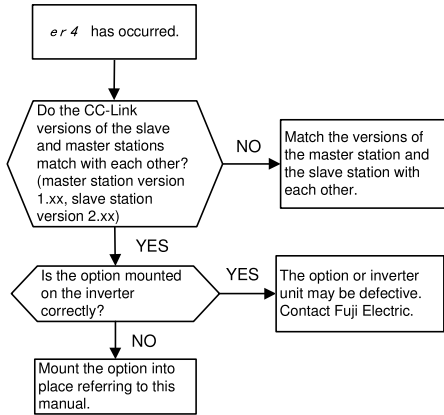 er4 has occurred.
Do the CC-Link
versions of the slave
and master stations
match with each other?
(master station version
1.xx, slave station
version 2.xx)
NO
Match the versions of
the master station and
the slave station with
each other.
YES
Is the option mounted
on the inverter
correctly?
YES
The option or inverter
unit may be defective.
Contact Fuji Electric.
NO
Mount the option into
place referring to this
manual.